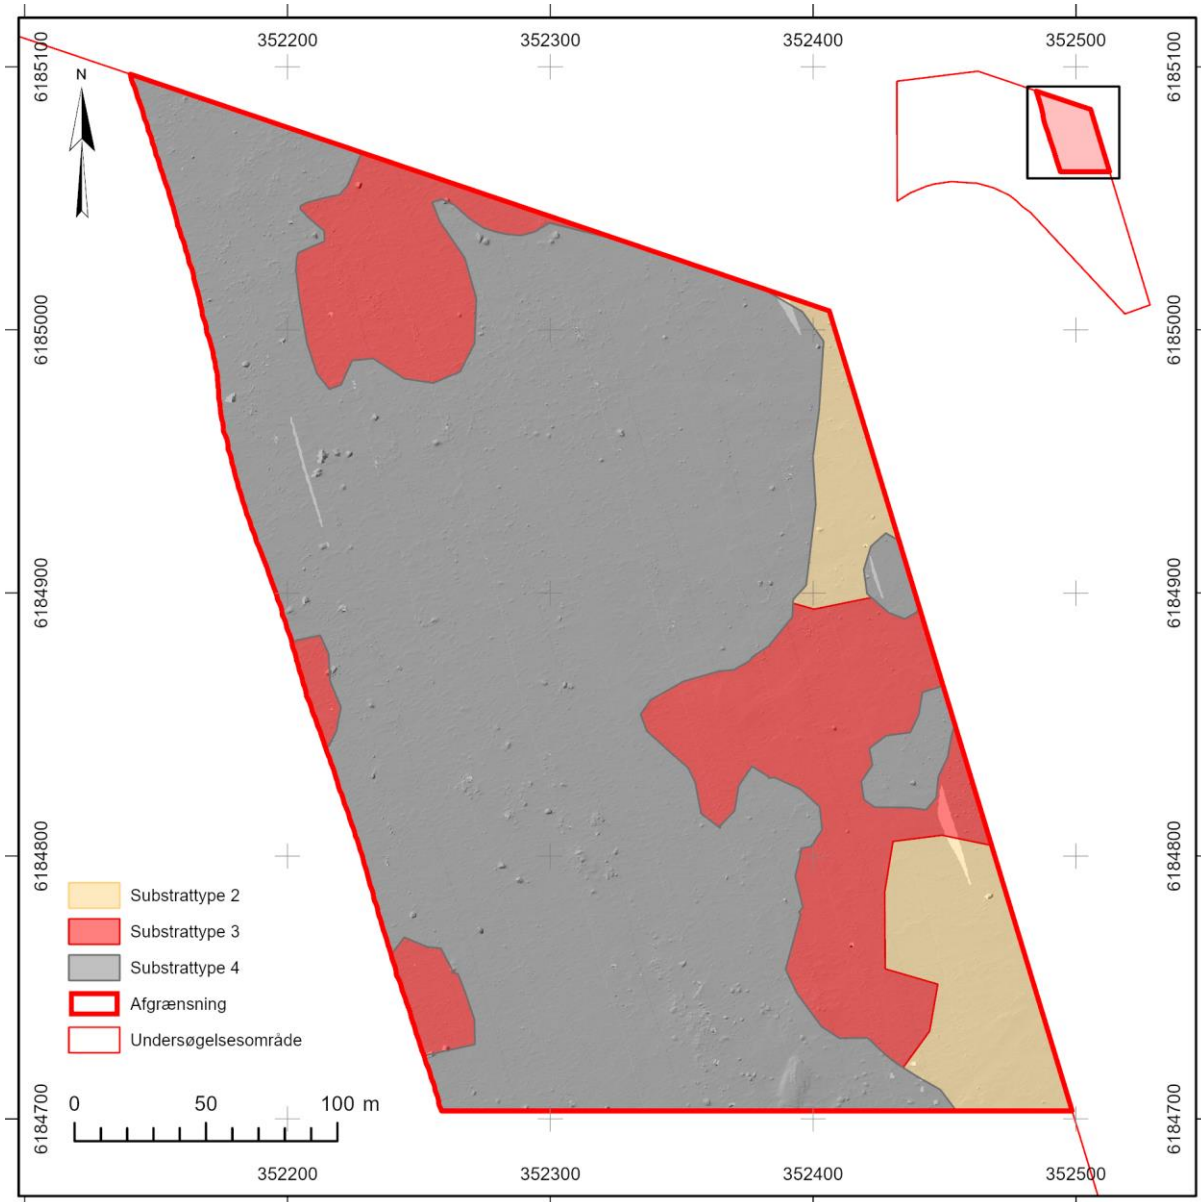 352200 352300 352400 352500
6185100 6185100
N
6185000 6185000
6184900 6184900
6184800 6184800
Substrattype 2
Substrattype 3
Substrattype 4
Afgrænsning
Undersøgelsesområde
0 50 100 m
6184700 6184700
352200 352300 352400 352500